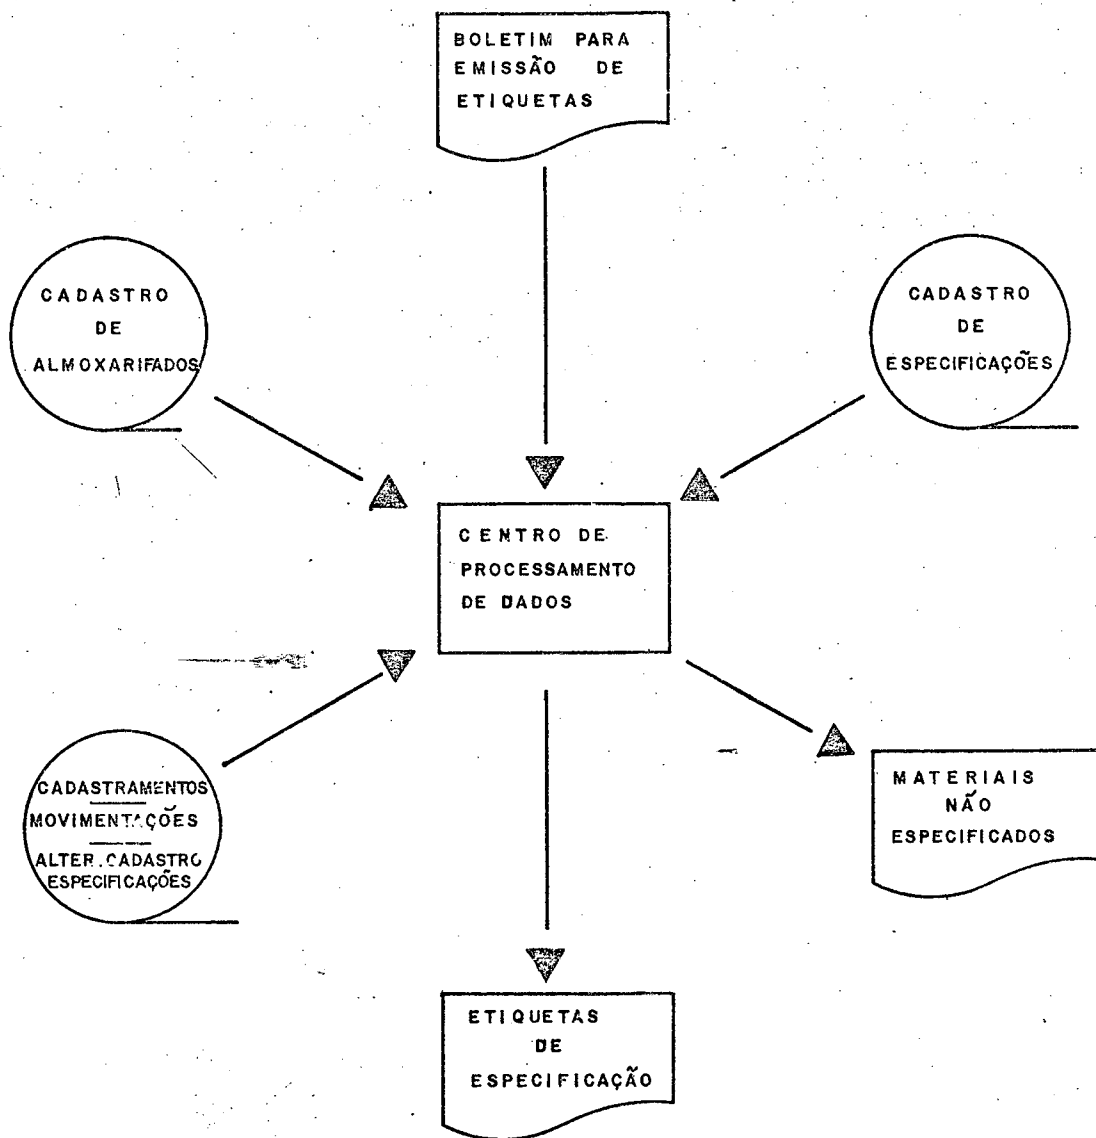 BOLETIM PARA
EMISSÃO DE
ETIQUETAS
CADASTRO
DE
ALMOXARIFADOS
CADASTRO
DE
ESPECIFICAÇÕES
CENTRO DE
PROCESSAMENTO
DE DADOS
CADASTRAMENTOS
MOVIMENTAÇÕES
ALTER. CADASTRO
ESPECIFICAÇÕES
MATERIAIS
NÃO
ESPECIFICADOS
ETIQUETAS
DE
ESPECIFICAÇÃO